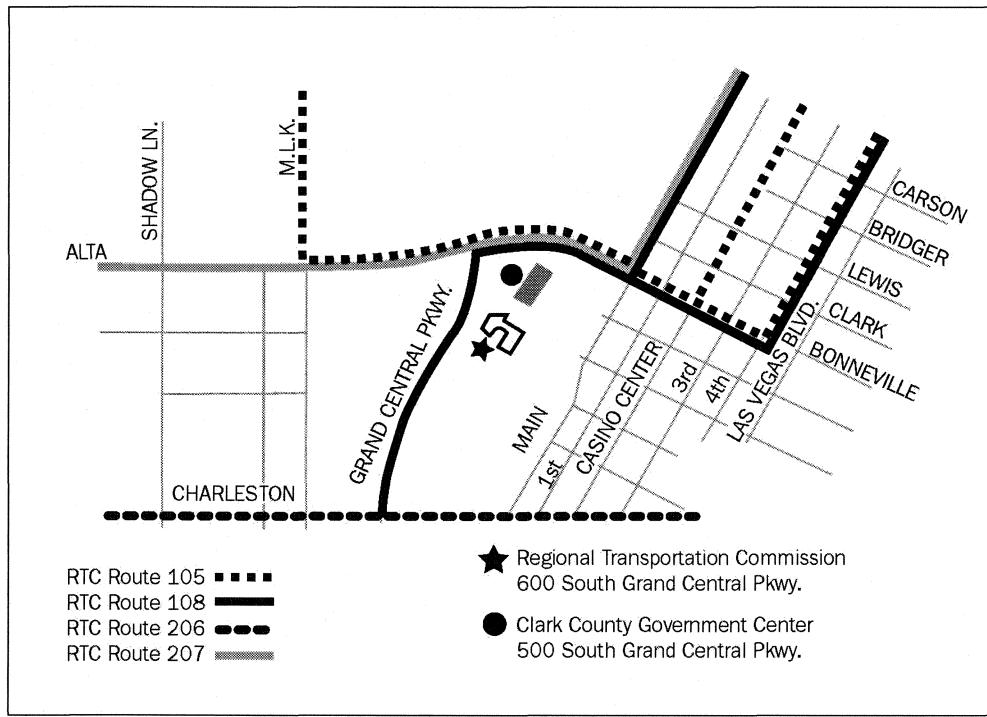 SHADOW LN.
M.L.K.
ALTA
CARSON
BRIDGER
LEWIS
CLARK
BONNEVILLE
GRAND CENTRAL PKWY.
MAIN
1st
CASINO CENTER
3rd
4th
LAS VEGAS BLVD.
CHARLESTON
RTC Route 105
RTC Route 108
RTC Route 206
RTC Route 207
Regional Transportation Commission
600 South Grand Central Pkwy.
Clark County Government Center
500 South Grand Central Pkwy.